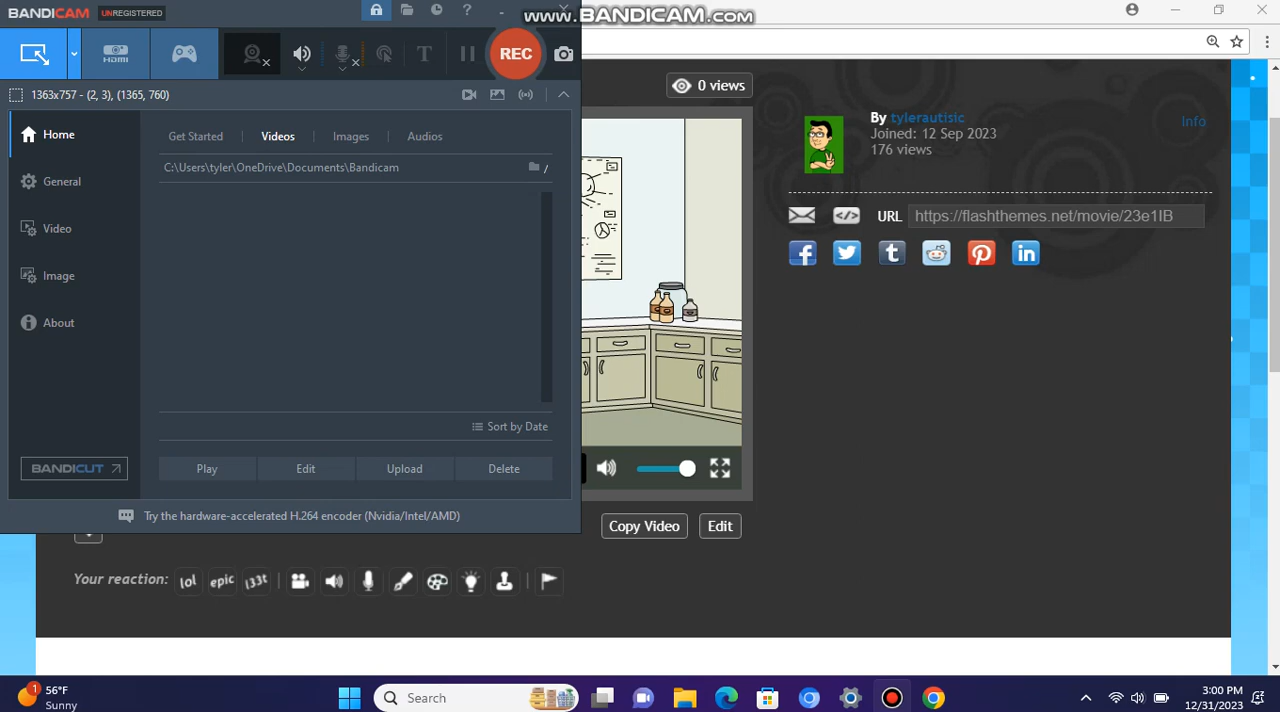 BANDICAM UNREGISTERED
www.BANDICAM.com
HDMI
T
REC
1363x757 - (2, 3), (1365, 760)
Home
General
Video
Image
About
BANDICUT
Get Started
Videos
Images
Audios
C:\Users\tyler\OneDrive\Documents\Bandicam
/
Sort by Date
Play
Edit
Upload
Delete
Try the hardware-accelerated H.264 encoder (Nvidia/Intel/AMD)
0 views
By tylerautisic
Joined: 12 Sep 2023
176 views
Info
URL https://flashthemes.net/movie/23e1IB
Copy Video
Edit
Your reaction:
lol
epic
l33t
1
56°F
Sunny
Search
3:00 PM
12/31/2023